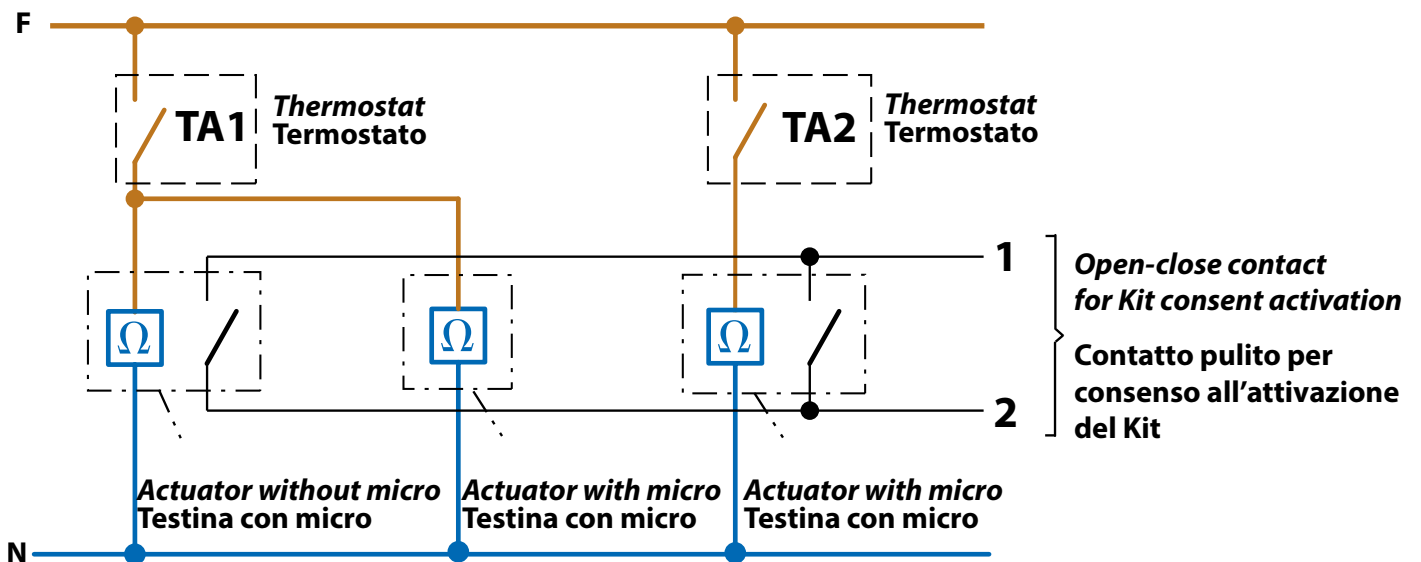 F
TA1
Thermostat
Termostato
TA2
Thermostat
Termostato
1
2
Open-close contact
for Kit consent activation
Contatto pulito per
consenso all’attivazione
del Kit
Ω
Ω
Ω
Actuator without micro
Testina con micro
Actuator with micro
Testina con micro
Actuator with micro
Testina con micro
N